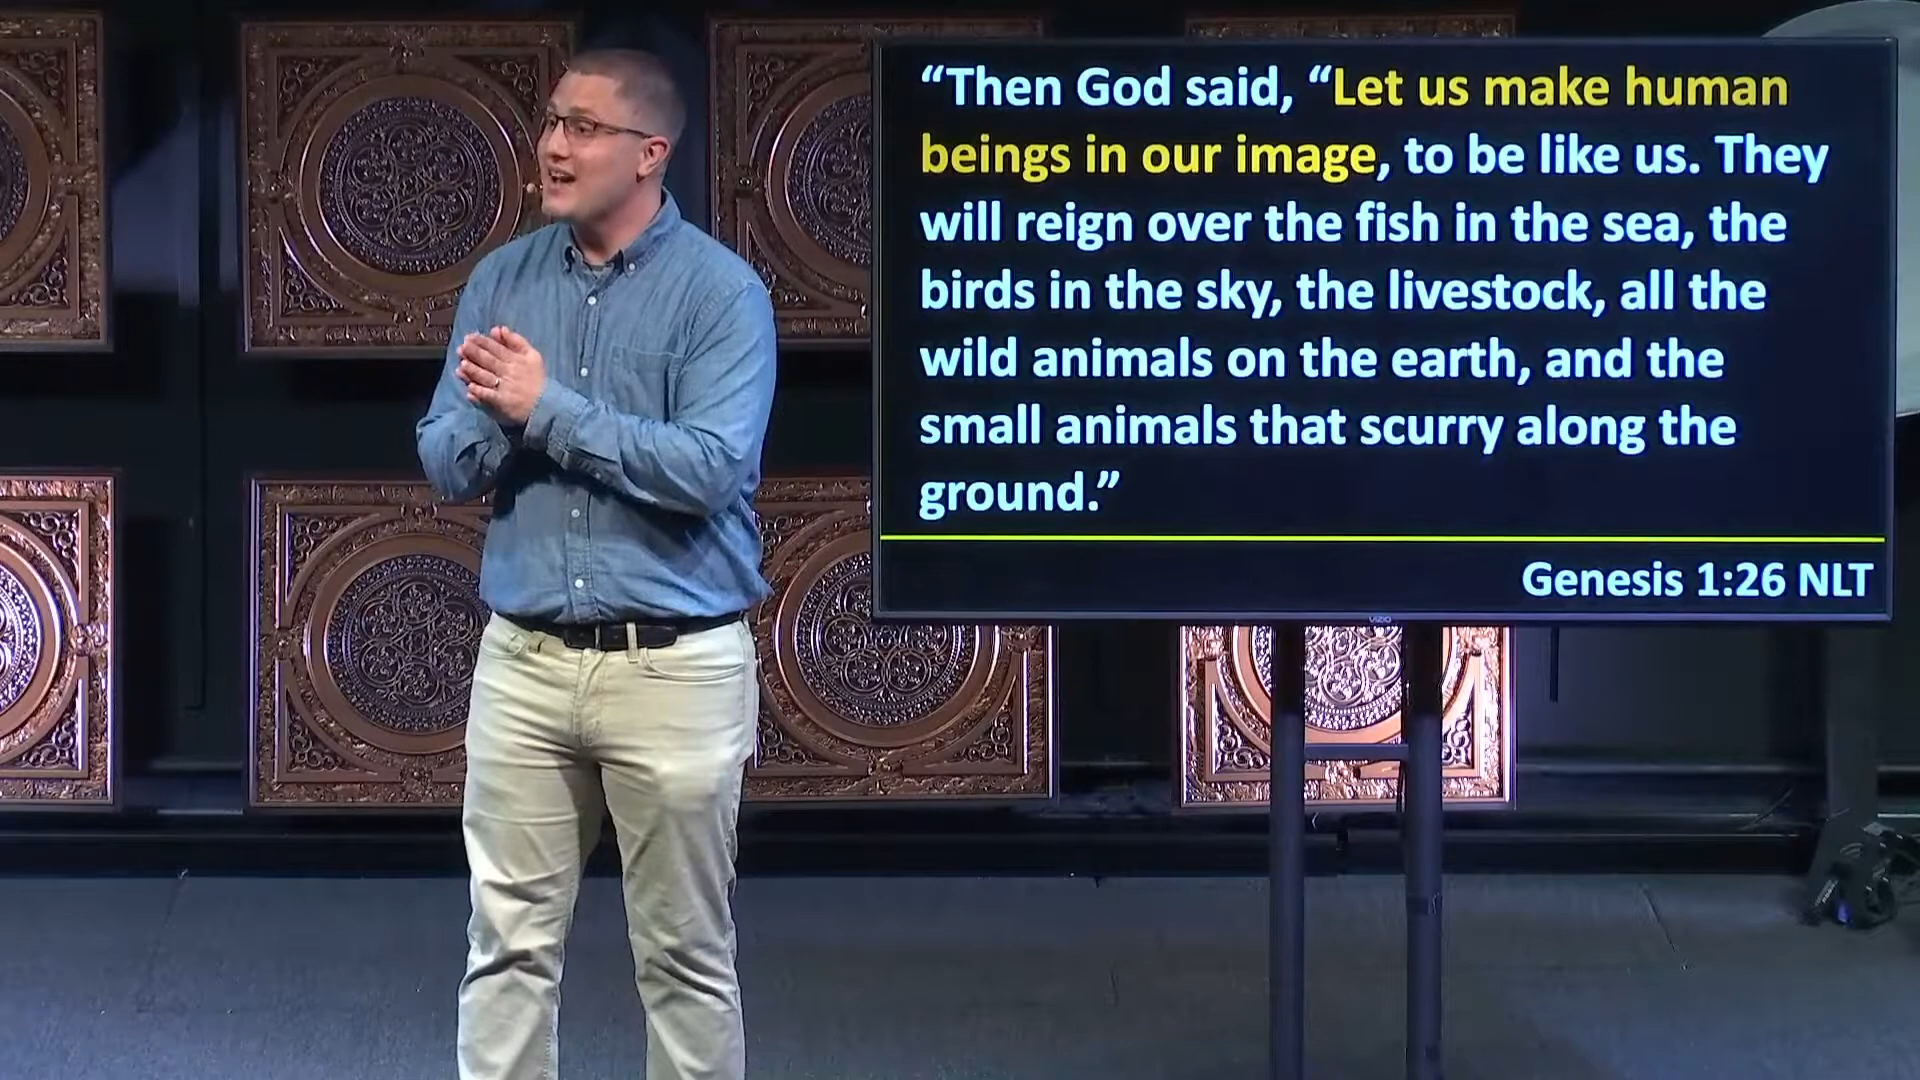 “Then God said, “Let us make human
beings in our image, to be like us. They
will reign over the fish in the sea, the
birds in the sky, the livestock, all the
wild animals on the earth, and the
small animals that scurry along the
ground.”
Genesis 1:26 NLT
VIZIO